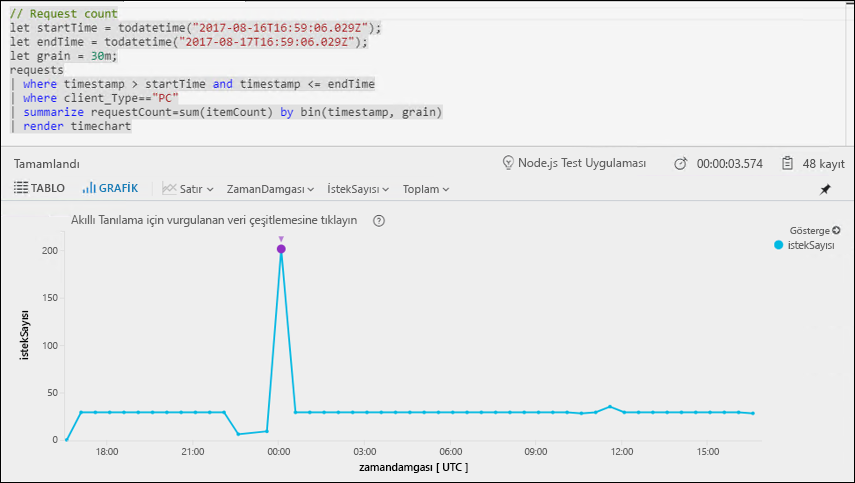 // Request count
let startTime = todatetime("2017-08-16T16:59:06.029Z");
let endTime = todatetime("2017-08-17T16:59:06.029Z");
let grain = 30m;
requests
| where timestamp > startTime and timestamp <= endTime
| where client_Type=="PC"
| summarize requestCount=sum(itemCount) by bin(timestamp, grain)
| render timechart
Tamamlandı Node.js Test Uygulaması 00:00:03.574 48 kayıt
TABLO GRAFİK Satır ZamanDamgası İstekSayısı Toplam
Akıllı Tanılama için vurgulanan veri çeşitlemesine tıklayın ?
Gösterge
istekSayısı
200
150
100
50
0
istekSayısı
18:00 21:00 00:00 03:00 06:00 09:00 12:00 15:00
zamandamgası [ UTC ]